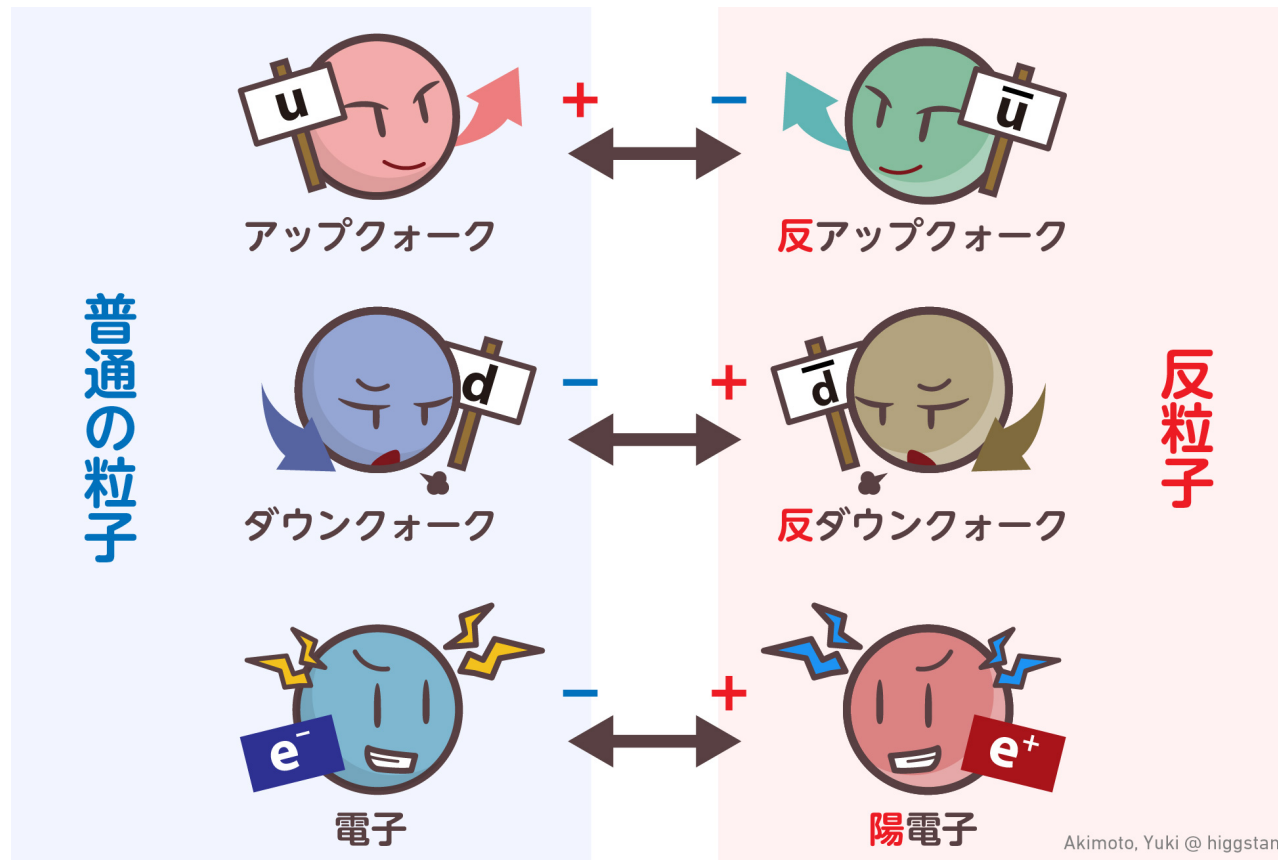 普通の粒子
u
アップクォーク
+
−
u̅
反アップクォーク
d
ダウンクォーク
−
+
d̅
反ダウンクォーク
e⁻
電子
−
+
e⁺
陽電子
反粒子
Akimoto, Yuki @ higgstan